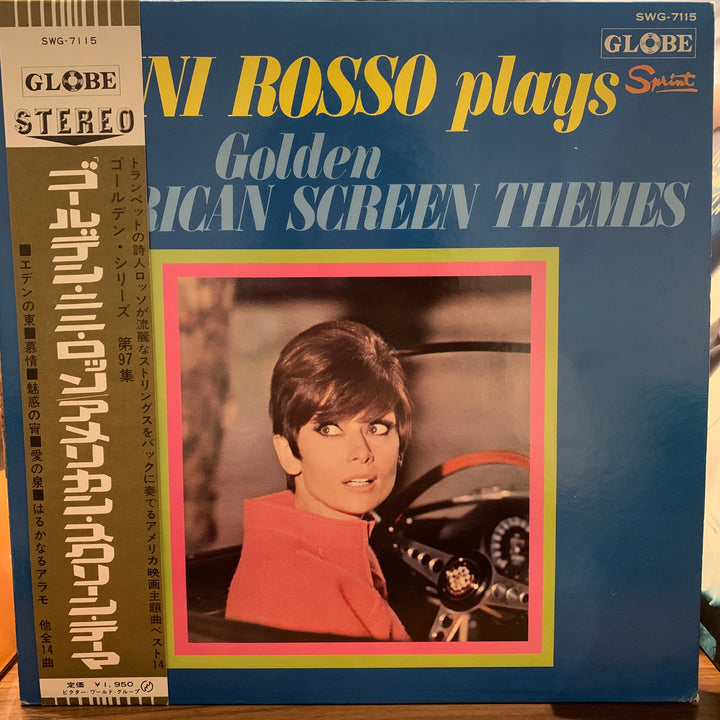 SWG-7115
GLOBE
STEREO
ゴールデン・ニニ・ロッソ/アメリカン・スクリーン・テーマ
ゴールデン・シリーズ 第97集
トランペットの詩人ロッソが流麗なストリングスをバックに奏でるアメリカ映画主題曲ベスト14
■エデンの東■慕情■魅惑の宵■愛の泉■はるかなるアラモ 他全14曲
定価 ¥1,950
ビクター・ワールド・グループ
SWG-7115
GLOBE
NI ROSSO plays
Sprint
Golden
RICAN SCREEN THEMES